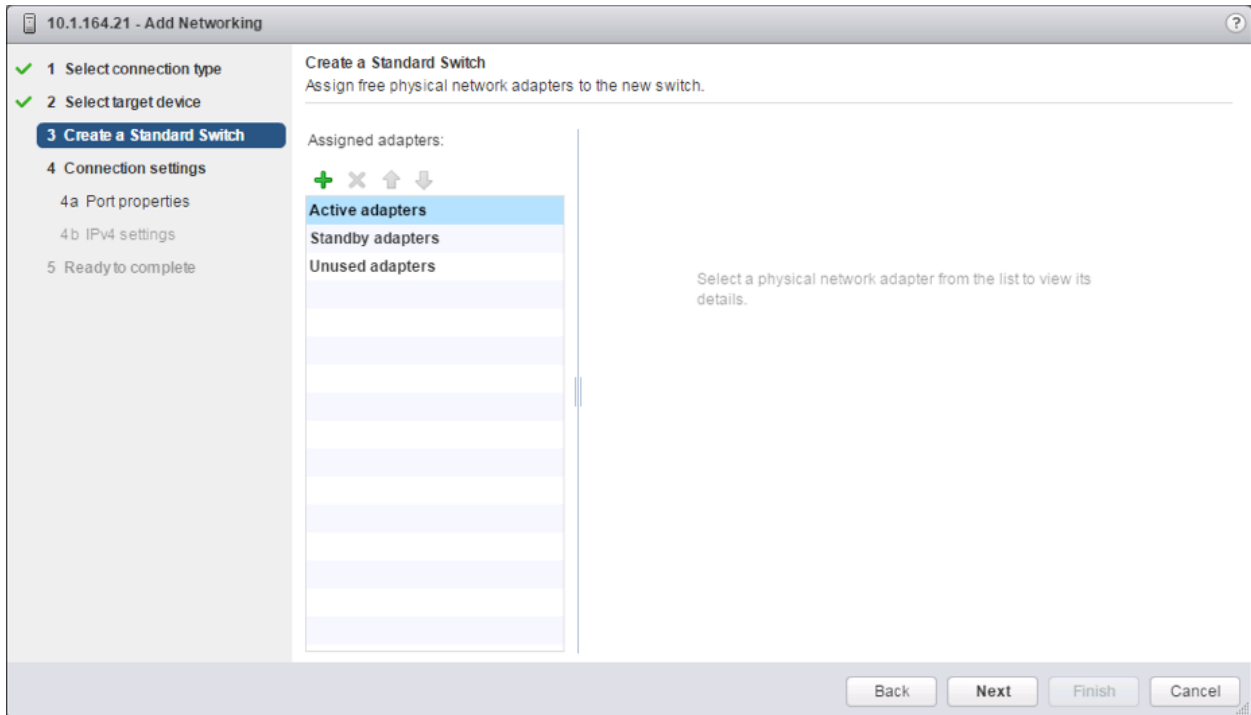 10.1.164.21 - Add Networking
?
1 Select connection type
2 Select target device
3 Create a Standard Switch
4 Connection settings
4a Port properties
4b IPv4 settings
5 Ready to complete
Create a Standard Switch
Assign free physical network adapters to the new switch.
Assigned adapters:
Active adapters
Standby adapters
Unused adapters
Select a physical network adapter from the list to view its
details.
Back
Next
Finish
Cancel